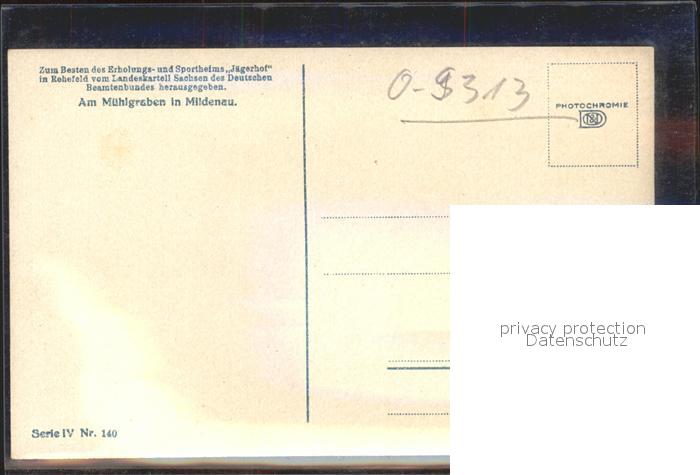 Zum Besten des Erholungs- und Sportheims „Jägerhof“
in Rehefeld vom Landeskartell Sachsen des Deutschen
Beamtenbundes herausgegeben.
Am Mühlgraben in Mildenau.
O-9313
PHOTOCHROMIE
privacy protection
Datenschutz
Serie IV Nr. 140